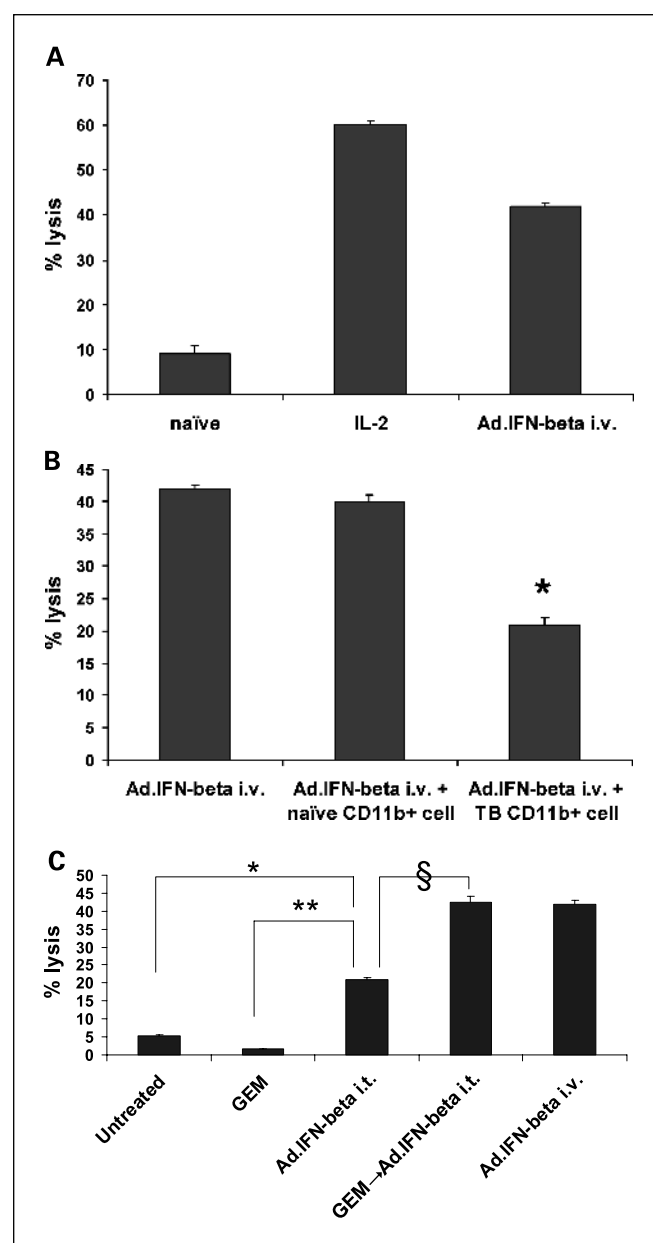 A
70
60
50
40
30
20
10
0
% lysis
naïve IL-2 Ad.IFN-beta i.v.
B
45
40
35
30
25
20
15
10
5
0
% lysis
*
Ad.IFN-beta i.v. Ad.IFN-beta i.v. + Ad.IFN-beta i.v. +
naïve CD11b+ cell TB CD11b+ cell
C
50
45
40
35
30
25
20
15
10
5
0
% lysis
*
**
§
Untreated
GEM
Ad.IFN-beta i.t.
GEM→Ad.IFN-beta i.t.
Ad.IFN-beta i.v.